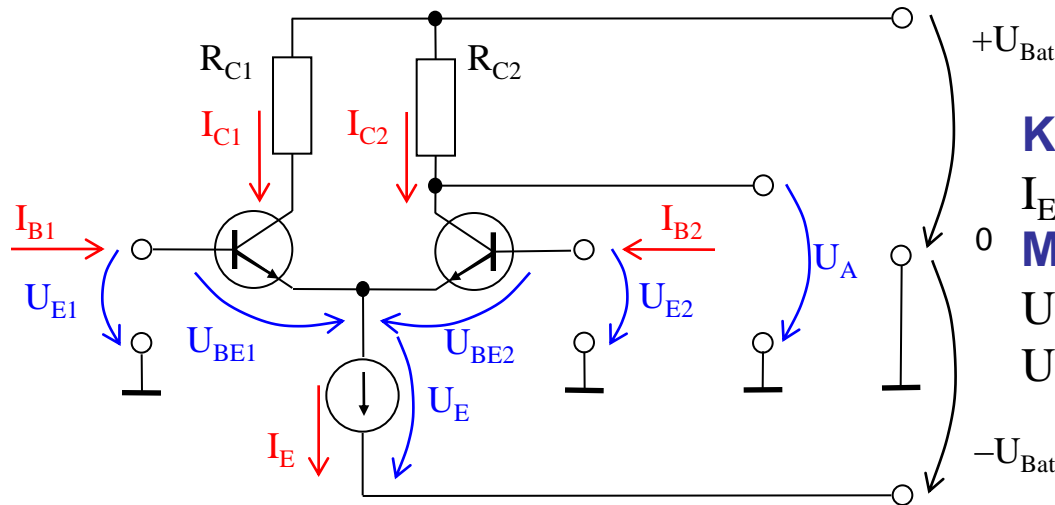 +U_Bat
R_C1
R_C2
I_C1
I_C2
K
I_E
I_B1
I_B2
0
M
U_A
U_E1
U_E2
U
U_BE1
U_BE2
U
U_E
I_E
–U_Bat